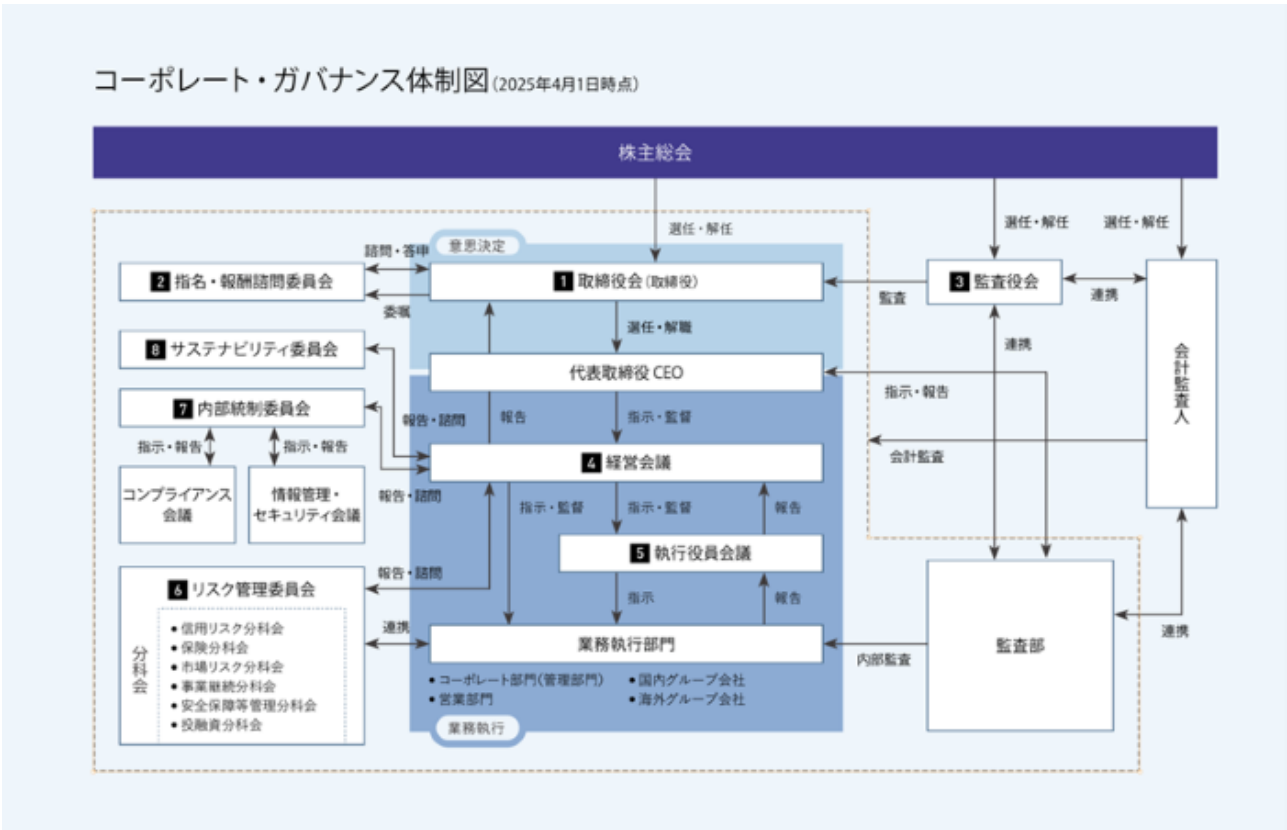 コーポレート・ガバナンス体制図(2025年4月1日時点)
株主総会
選任・解任
選任・解任
選任・解任
意思決定
諮問・答申
2 指名・報酬諮問委員会
委嘱
1 取締役会(取締役)
監査
3 監査役会
連携
会計監査人
選任・解職
連携
8 サステナビリティ委員会
代表取締役 CEO
指示・報告
7 内部統制委員会
報告・諮問
報告
指示・監督
指示・報告
指示・報告
4 経営会議
会計監査
コンプライアンス
会議
情報管理・
セキュリティ会議
報告・諮問
指示・監督
指示・監督
報告
5 執行役員会議
報告・諮問
6 リスク管理委員会
指示
報告
分科会
• 信用リスク分科会
• 保険分科会
• 市場リスク分科会
• 事業継続分科会
• 安全保障等管理分科会
• 投融資分科会
連携
業務執行部門
内部監査
監査部
連携
• コーポレート部門(管理部門)
• 営業部門
• 国内グループ会社
• 海外グループ会社
業務執行